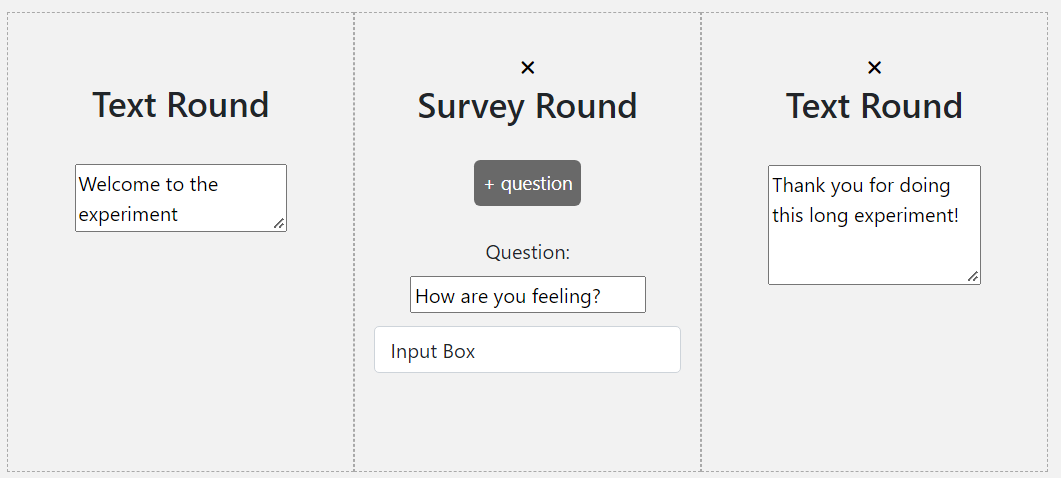 Text Round
Welcome to the
experiment
×
Survey Round
+ question
Question:
How are you feeling?
Input Box
×
Text Round
Thank you for doing
this long experiment!